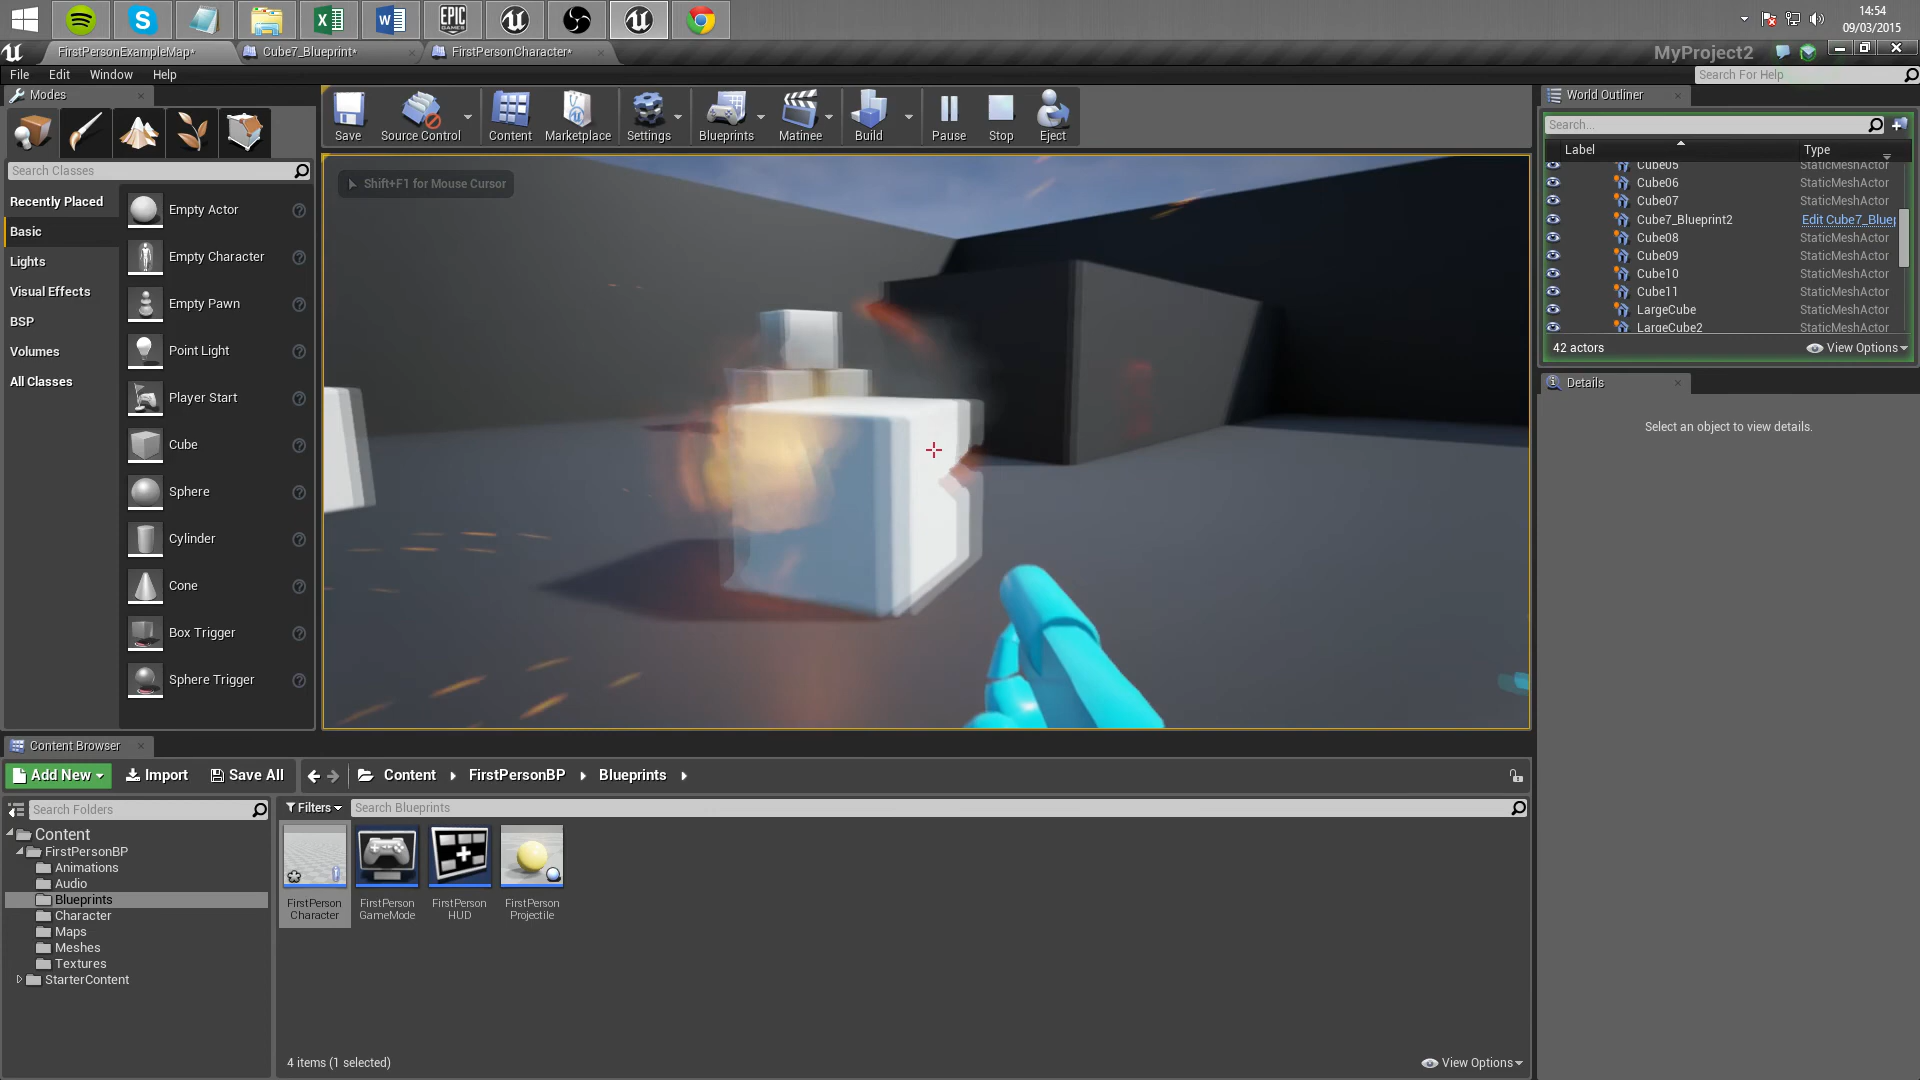 EPIC GAMES
14:54
09/03/2015
FirstPersonExampleMap*
Cube7_Blueprint*
FirstPersonCharacter*
MyProject2
File Edit Window Help
Search For Help
Modes
Save
Source Control
Content
Marketplace
Settings
Blueprints
Matinee
Build
Pause
Stop
Eject
World Outliner
Search...
Label Type
Cube05 StaticMeshActor
Cube06 StaticMeshActor
Cube07 StaticMeshActor
Cube7_Blueprint2 Edit Cube7_Bluep
Cube08 StaticMeshActor
Cube09 StaticMeshActor
Cube10 StaticMeshActor
Cube11 StaticMeshActor
LargeCube StaticMeshActor
LargeCube2 StaticMeshActor
42 actors View Options
Details
Select an object to view details.
Search Classes
Recently Placed
Basic
Lights
Visual Effects
BSP
Volumes
All Classes
Empty Actor
Empty Character
Empty Pawn
Point Light
Player Start
Cube
Sphere
Cylinder
Cone
Box Trigger
Sphere Trigger
Shift+F1 for Mouse Cursor
Content Browser
Add New Import Save All Content FirstPersonBP Blueprints
Search Folders
Filters Search Blueprints
Content
FirstPersonBP
Animations
Audio
Blueprints
Character
Maps
Meshes
Textures
StarterContent
FirstPerson
Character
FirstPerson
GameMode
FirstPerson
HUD
FirstPerson
Projectile
4 items (1 selected)
View Options